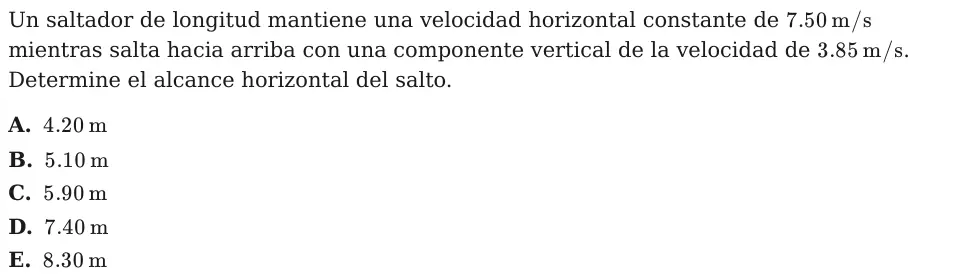 Un saltador de longitud mantiene una velocidad horizontal constante de 7.50 m/s
mientras salta hacia arriba con una componente vertical de la velocidad de 3.85 m/s.
Determine el alcance horizontal del salto.
A. 4.20 m
B. 5.10 m
C. 5.90 m
D. 7.40 m
E. 8.30 m